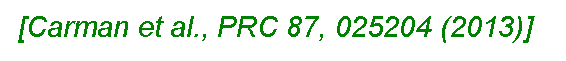 [Carman et al., PRC 87, 025204 (2013)]